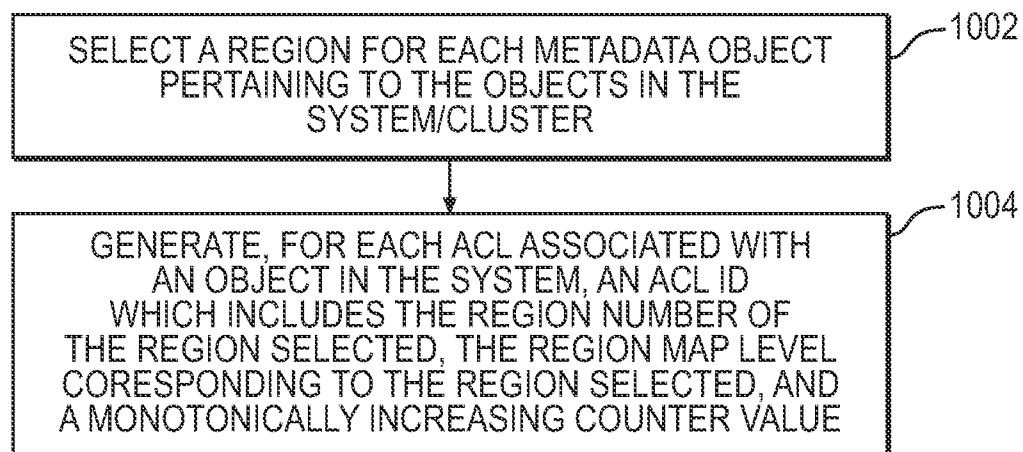 SELECT A REGION FOR EACH METADATA OBJECT
PERTAINING TO THE OBJECTS IN THE
SYSTEM/CLUSTER
1002
GENERATE, FOR EACH ACL ASSOCIATED WITH
AN OBJECT IN THE SYSTEM, AN ACL ID
WHICH INCLUDES THE REGION NUMBER OF
THE REGION SELECTED, THE REGION MAP LEVEL
CORESPONDING TO THE REGION SELECTED, AND
A MONOTONICALLY INCREASING COUNTER VALUE
1004